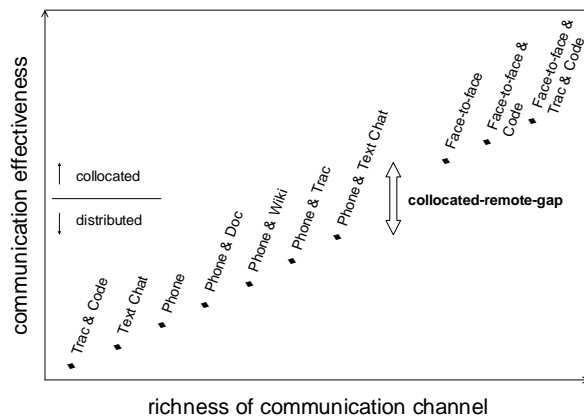 communication effectiveness
collocated
distributed
Trac & Code
Text Chat
Phone
Phone & Doc
Phone & Wiki
Phone & Trac
Phone & Text Chat
collocated-remote-gap
Face-to-face
Face-to-face &
Code
Face-to-face &
Trac & Code
richness of communication channel